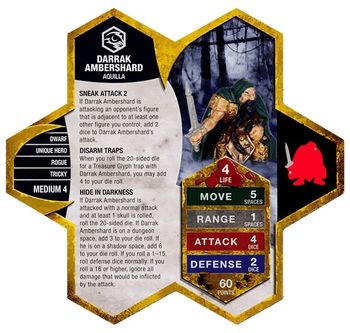 DARRAK
AMBERSHARD
AQUILLA
SNEAK ATTACK 2
If Darrak Ambershard is
attacking an opponent's figure
that is adjacent to at least one
other figure you control, add 2
dice to Darrak Ambershard's
attack.
DISARM TRAPS
When you roll the 20-sided die
for a Treasure Glyph trap with
Darrak Ambershard, you may add
4 to your die roll.
HIDE IN DARKNESS
If Darrak Ambershard is
attacked with a normal attack
and at least 1 skull is rolled,
roll the 20-sided die. If Darrak
Ambershard is on a dungeon
space, add 3 to your die roll. If
he is on a shadow space, add 6
to your die roll. If you roll a 1–15,
roll defense dice normally. If you
roll a 16 or higher, ignore all
damage that would be inflicted
by this attack.
DWARF
UNIQUE HERO
ROGUE
TRICKY
MEDIUM 4
4
LIFE
MOVE 5
SPACES
RANGE 1
SPACES
ATTACK 4
DICE
DEFENSE 2
DICE
60
POINTS